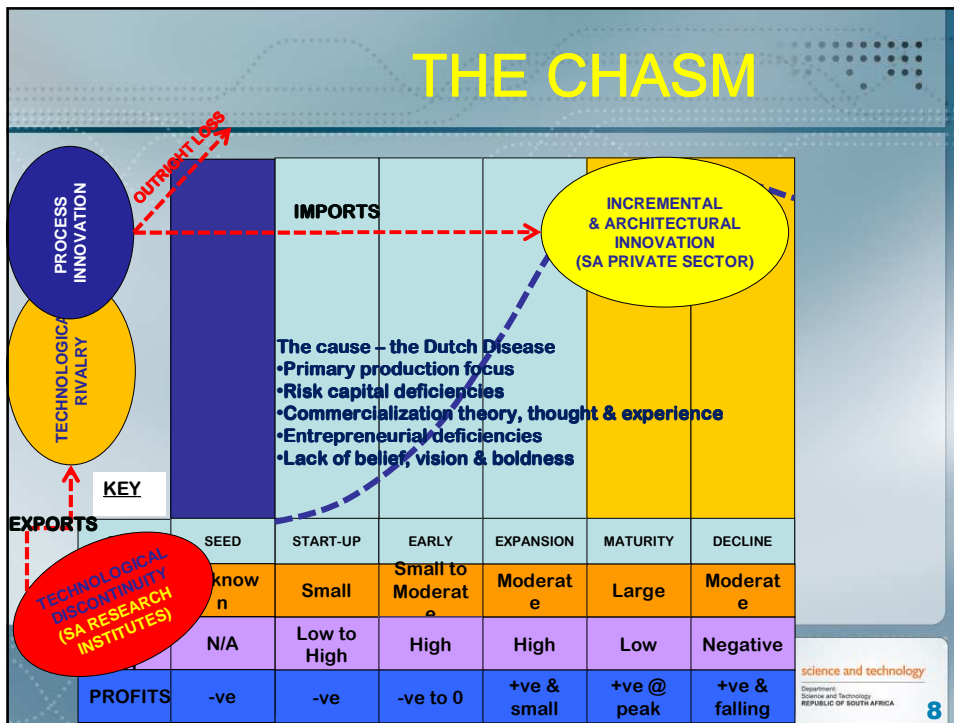 THE CHASM
OUTRIGHT LOSS
PROCESS
INNOVATION
IMPORTS
INCREMENTAL
& ARCHITECTURAL
INNOVATION
(SA PRIVATE SECTOR)
TECHNOLOGICA
RIVALRY
The cause – the Dutch Disease
•Primary production focus
•Risk capital deficiencies
•Commercialization theory, thought & experience
•Entrepreneurial deficiencies
•Lack of belief, vision & boldness
KEY
EXPORTS
SEED
START-UP
EARLY
EXPANSION
MATURITY
DECLINE
TECHNOLOGICAL
DISCONTINUITY
(SA RESEARCH
INSTITUTES)
know
n
Small
Small to
Moderat
e
Moderat
e
Large
Moderat
e
N/A
Low to
High
High
High
Low
Negative
PROFITS
-ve
-ve
-ve to 0
+ve &
small
+ve @
peak
+ve &
falling
science and technology
Department:
Science and Technology
REPUBLIC OF SOUTH AFRICA
8